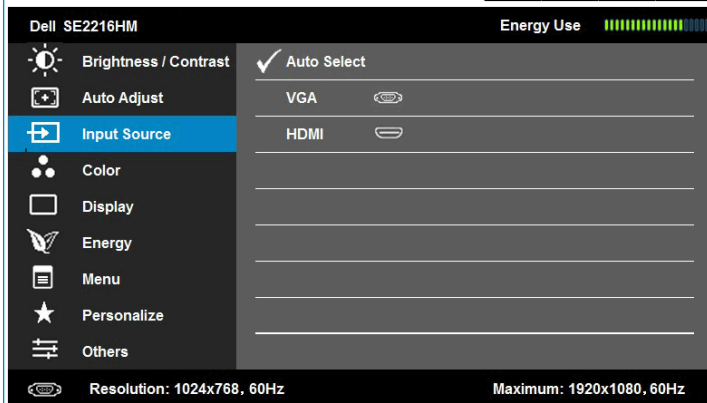 Dell SE2216HM Energy Use
Brightness / Contrast Auto Select
Auto Adjust VGA
Input Source HDMI
Color
Display
Energy
Menu
Personalize
Others
Resolution: 1024x768, 60Hz Maximum: 1920x1080, 60Hz